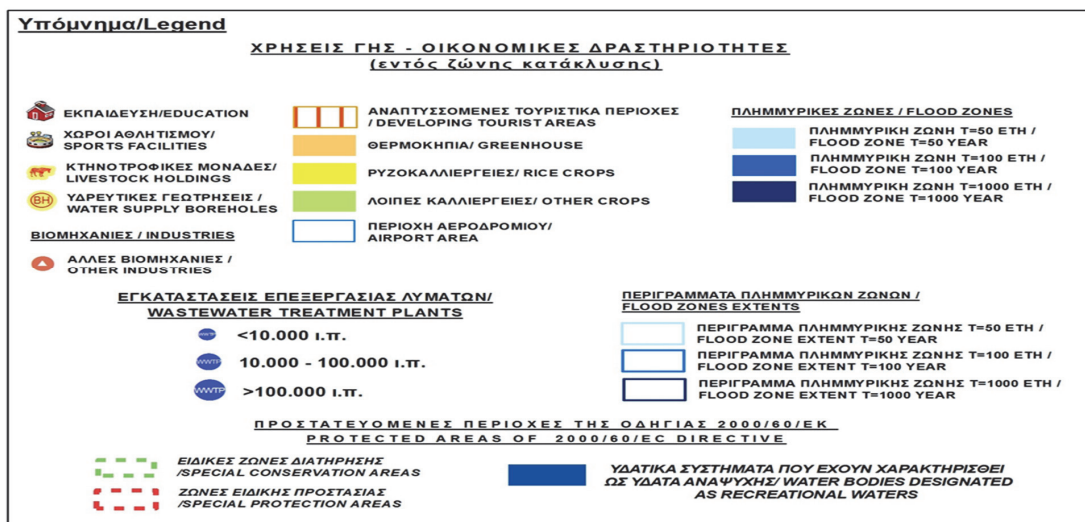 Υπόμνημα/Legend
ΧΡΗΣΕΙΣ ΓΗΣ - ΟΙΚΟΝΟΜΙΚΕΣ ΔΡΑΣΤΗΡΙΟΤΗΤΕΣ
(εντός ζώνης κατάκλυσης)
ΕΚΠΑΙΔΕΥΣΗ/EDUCATION
ΧΩΡΟΙ ΑΘΛΗΤΙΣΜΟΥ/
SPORTS FACILITIES
ΚΤΗΝΟΤΡΟΦΙΚΕΣ ΜΟΝΑΔΕΣ/
LIVESTOCK HOLDINGS
BH
ΥΔΡΕΥΤΙΚΕΣ ΓΕΩΤΡΗΣΕΙΣ /
WATER SUPPLY BOREHOLES
ΒΙΟΜΗΧΑΝΙΕΣ / INDUSTRIES
ΑΛΛΕΣ ΒΙΟΜΗΧΑΝΙΕΣ /
OTHER INDUSTRIES
ΑΝΑΠΤΥΣΣΟΜΕΝΕΣ ΤΟΥΡΙΣΤΙΚΑ ΠΕΡΙΟΧΕΣ
/ DEVELOPING TOURIST AREAS
ΘΕΡΜΟΚΗΠΙΑ/ GREENHOUSE
ΡΥΖΟΚΑΛΛΙΕΡΓΕΙΕΣ/ RICE CROPS
ΛΟΙΠΕΣ ΚΑΛΛΙΕΡΓΕΙΕΣ/ OTHER CROPS
ΠΕΡΙΟΧΗ ΑΕΡΟΔΡΟΜΙΟΥ/
AIRPORT AREA
ΠΛΗΜΜΥΡΙΚΕΣ ΖΩΝΕΣ / FLOOD ZONES
ΠΛΗΜΜΥΡΙΚΗ ΖΩΝΗ Τ=50 ΕΤΗ /
FLOOD ZONE T=50 YEAR
ΠΛΗΜΜΥΡΙΚΗ ΖΩΝΗ Τ=100 ΕΤΗ /
FLOOD ZONE T=100 YEAR
ΠΛΗΜΜΥΡΙΚΗ ΖΩΝΗ Τ=1000 ΕΤΗ /
FLOOD ZONE T=1000 YEAR
ΕΓΚΑΤΑΣΤΑΣΕΙΣ ΕΠΕΞΕΡΓΑΣΙΑΣ ΛΥΜΑΤΩΝ/
WASTEWATER TREATMENT PLANTS
WWTP
<10.000 ι.π.
WWTP
10.000 - 100.000 ι.π.
WWTP
>100.000 ι.π.
ΠΕΡΙΓΡΑΜΜΑΤΑ ΠΛΗΜΜΥΡΙΚΩΝ ΖΩΝΩΝ /
FLOOD ZONES EXTENTS
ΠΕΡΙΓΡΑΜΜΑ ΠΛΗΜΜΥΡΙΚΗΣ ΖΩΝΗΣ Τ=50 ΕΤΗ /
FLOOD ZONE EXTENT T=50 YEAR
ΠΕΡΙΓΡΑΜΜΑ ΠΛΗΜΜΥΡΙΚΗΣ ΖΩΝΗΣ Τ=100 ΕΤΗ /
FLOOD ZONE EXTENT T=100 YEAR
ΠΕΡΙΓΡΑΜΜΑ ΠΛΗΜΜΥΡΙΚΗΣ ΖΩΝΗΣ Τ=1000 ΕΤΗ /
FLOOD ZONE EXTENT T=1000 YEAR
ΠΡΟΣΤΑΤΕΥΟΜΕΝΕΣ ΠΕΡΙΟΧΕΣ ΤΗΣ ΟΔΗΓΙΑΣ 2000/60/ΕΚ
PROTECTED AREAS OF 2000/60/EC DIRECTIVE
ΕΙΔΙΚΕΣ ΖΩΝΕΣ ΔΙΑΤΗΡΗΣΗΣ
/SPECIAL CONSERVATION AREAS
ΖΩΝΕΣ ΕΙΔΙΚΗΣ ΠΡΟΣΤΑΣΙΑΣ
/SPECIAL PROTECTION AREAS
ΥΔΑΤΙΚΑ ΣΥΣΤΗΜΑΤΑ ΠΟΥ ΕΧΟΥΝ ΧΑΡΑΚΤΗΡΙΣΘΕΙ
ΩΣ ΥΔΑΤΑ ΑΝΑΨΥΧΗΣ/ WATER BODIES DESIGNATED
AS RECREATIONAL WATERS